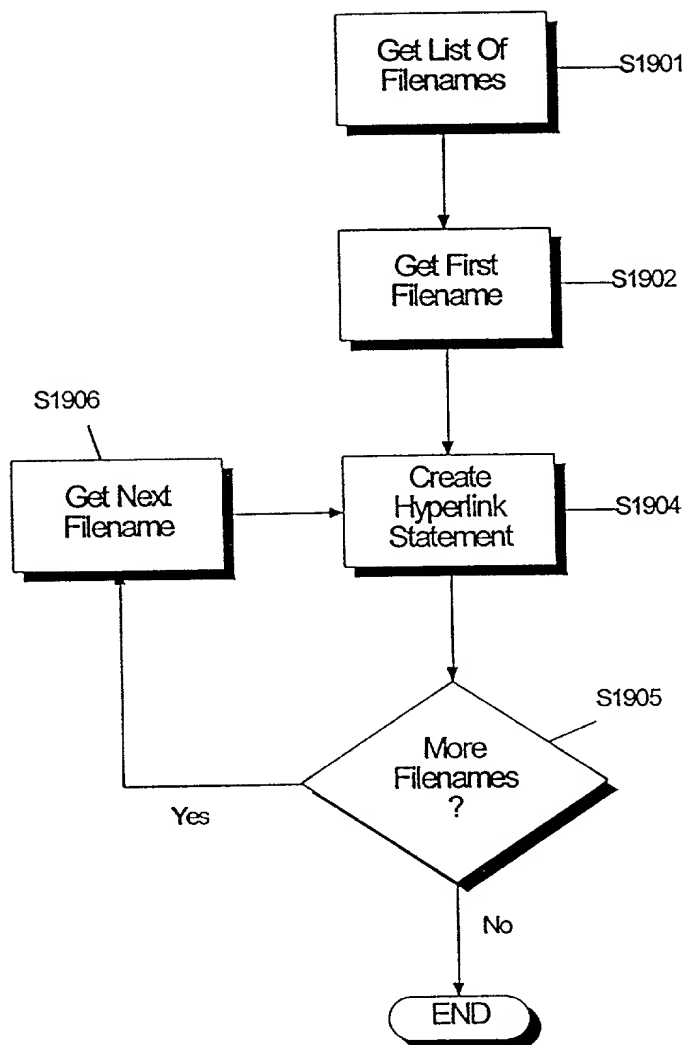 Get List Of
Filenames
S1901
Get First
Filename
S1902
S1906
Get Next
Filename
Create
Hyperlink
Statement
S1904
S1905
More
Filenames
?
Yes
No
END